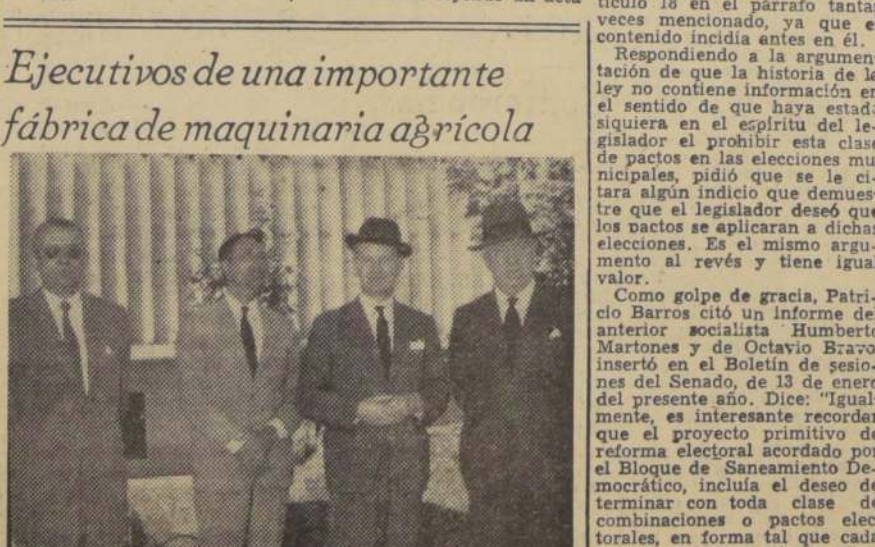 Ejecutivos de una importante
fábrica de maquinaria agrícola
tículo 18 en el párrafo tantas
veces mencionado, ya que e
contenido incidía antes en él.
Respondiendo a la argumen-
tación de que la historia de la
ley no contiene información en
el sentido de que haya estad
siquiera en el espíritu del le-
gislador el prohibir esta clase
de pactos en las elecciones mu
nicipales, pidió que se le ci-
tara algún indicio que demues-
tre que el legislador deseó que
los pactos se aplicaran a dichas
elecciones. Es el mismo argu-
mento al revés y tiene igual
valor.
Como golpe de gracia, Patri-
cio Barros citó un informe del
anterior socialista Humberto
Martones y de Octavio Bravo
insertó en el Boletín de sesio-
nes del Senado, de 13 de enero
del presente año. Dice: "Igual-
mente, es interesante recordar
que el proyecto primitivo de
reforma electoral acordado por
el Bloque de Saneamiento De-
mocrático, incluía el deseo de
terminar con toda clase de
combinaciones o pactos elec
torales, en forma tal que cada